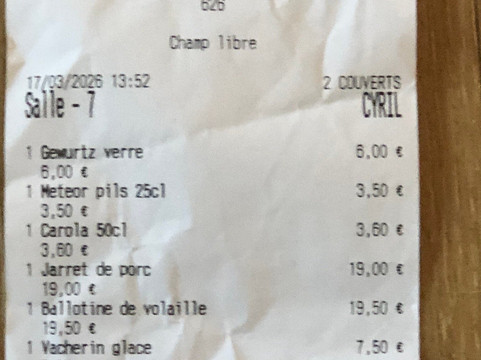 626
Champ libre
17/03/2026 13:52 2 COUVERTS
Salle - 7 CYRIL
1 Gewurtz verre 6,00 €
6,00 €
1 Meteor pils 25cl 3,50 €
3,50 €
1 Carola 50cl 3,60 €
3,60 €
1 Jarret de porc 19,00 €
19,00 €
1 Ballotine de volaille 19,50 €
19,50 €
1 Vacherin glace 7,50 €